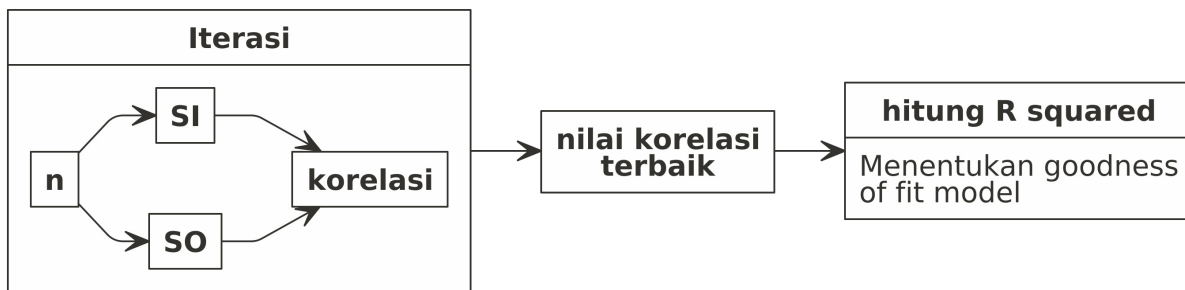 Iterasi
n
SI
SO
korelasi
nilai korelasi
terbaik
hitung R squared
Menentukan goodness
of fit model